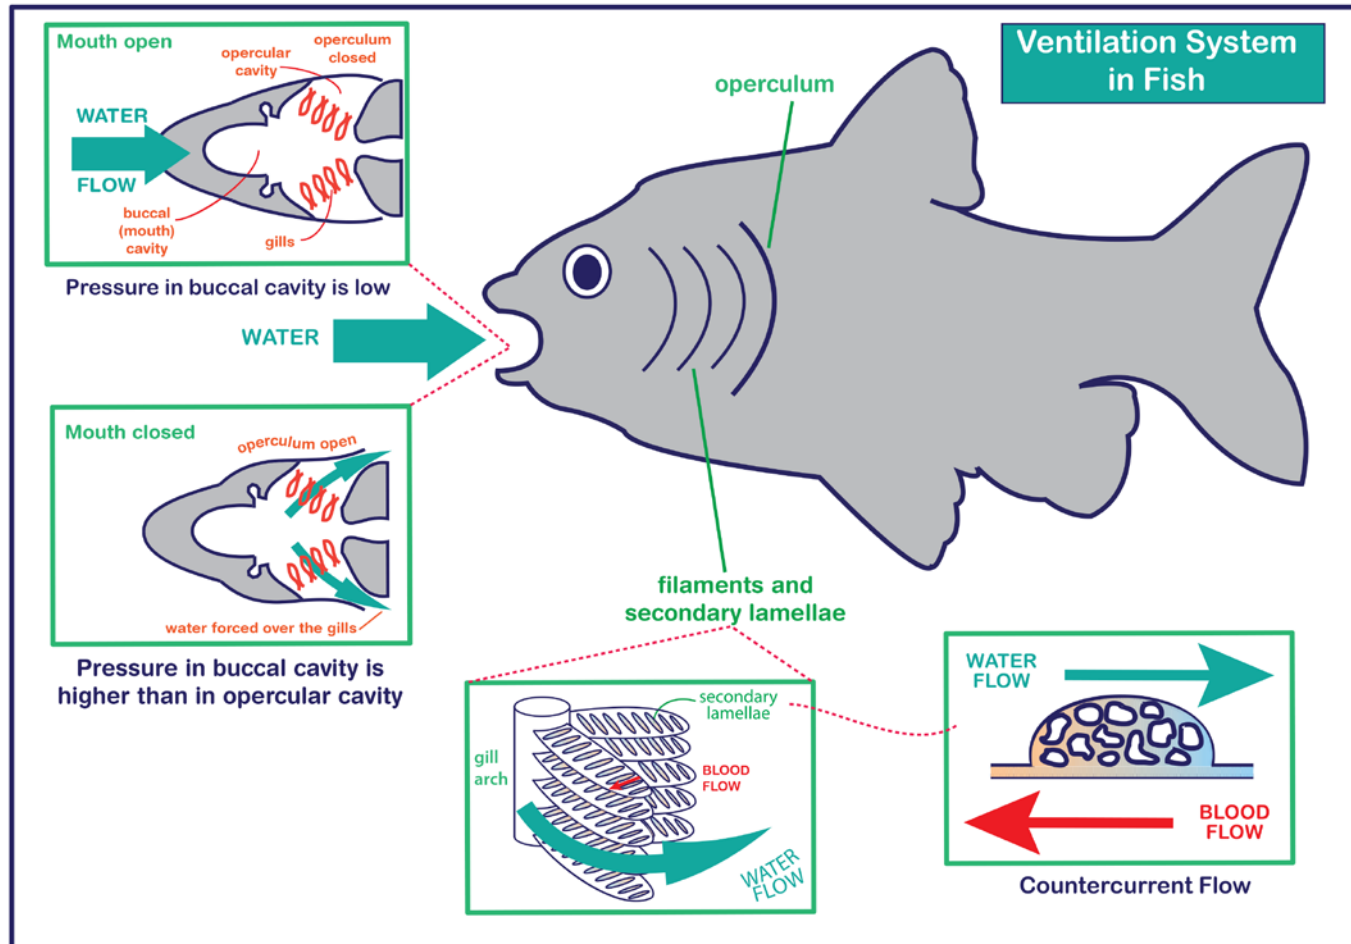 Ventilation System
in Fish
Mouth open
opercular
cavity
operculum
closed
WATER
FLOW
buccal
(mouth)
cavity
gills
Pressure in buccal cavity is low
WATER
operculum
Mouth closed
operculum open
water forced over the gills
Pressure in buccal cavity is
higher than in opercular cavity
filaments and
secondary lamellae
secondary
lamellae
gill
arch
BLOOD
FLOW
WATER
FLOW
WATER
FLOW
BLOOD
FLOW
Countercurrent Flow